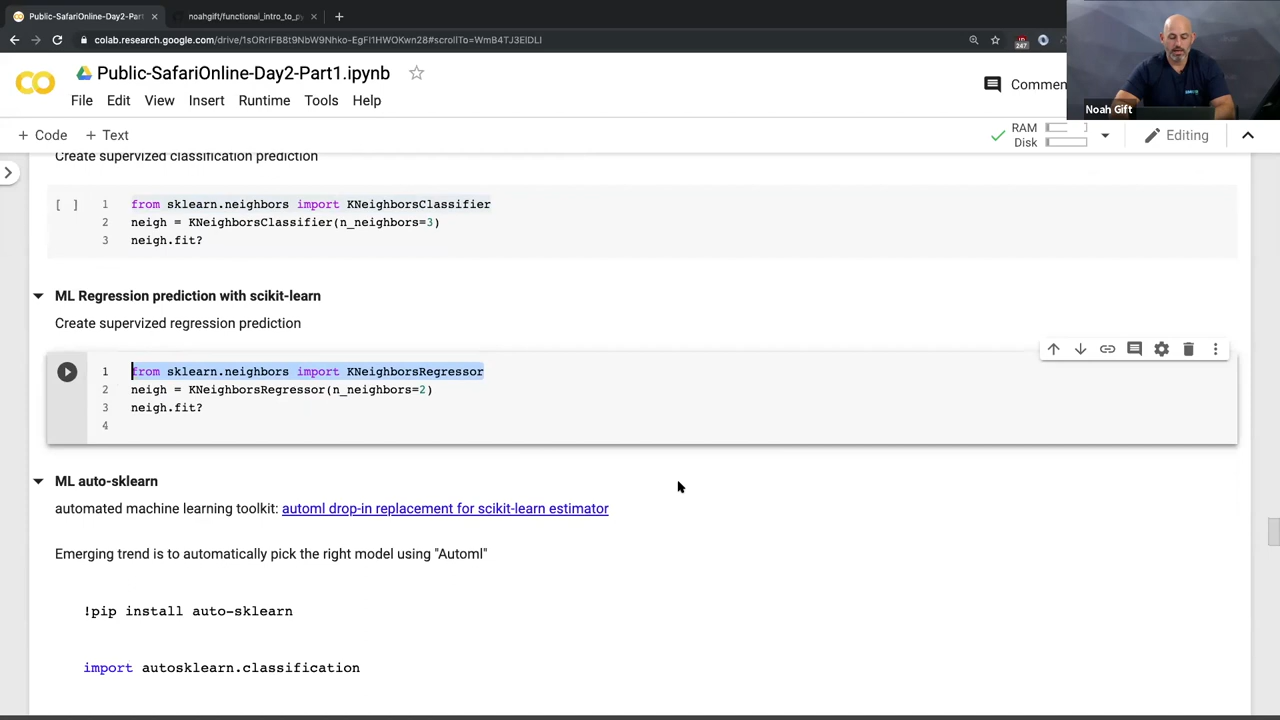 Public-SafariOnline-Day2-Part
noahgift/functional_intro_to_py
colab.research.google.com/drive/1sORrIFB8t9NbW9Nhko-EgFl1HWOKwn28#scrollTo=WmB4TJ3ElDLI
247
Noah Gift
CO
Public-SafariOnline-Day2-Part1.ipynb
Commen
File Edit View Insert Runtime Tools Help
+ Code + Text
RAM
Disk
Editing
Create supervized classification prediction
[ ] 1 from sklearn.neighbors import KNeighborsClassifier
2 neigh = KNeighborsClassifier(n_neighbors=3)
3 neigh.fit?
ML Regression prediction with scikit-learn
Create supervized regression prediction
1 from sklearn.neighbors import KNeighborsRegressor
2 neigh = KNeighborsRegressor(n_neighbors=2)
3 neigh.fit?
4
ML auto-sklearn
automated machine learning toolkit: automl drop-in replacement for scikit-learn estimator
Emerging trend is to automatically pick the right model using "Automl"
!pip install auto-sklearn
import autosklearn.classification